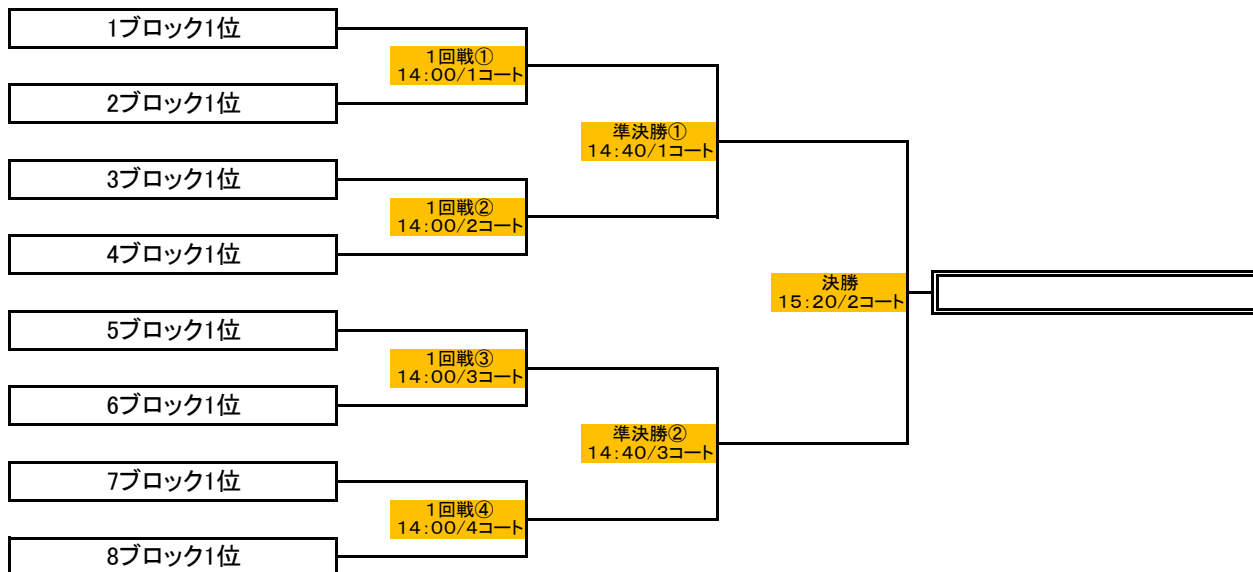 1ブロック1位
1回戦①
14:00/1コート
2ブロック1位
準決勝①
14:40/1コート
3ブロック1位
1回戦②
14:00/2コート
4ブロック1位
決勝
15:20/2コート
5ブロック1位
1回戦③
14:00/3コート
6ブロック1位
準決勝②
14:40/3コート
7ブロック1位
1回戦④
14:00/4コート
8ブロック1位